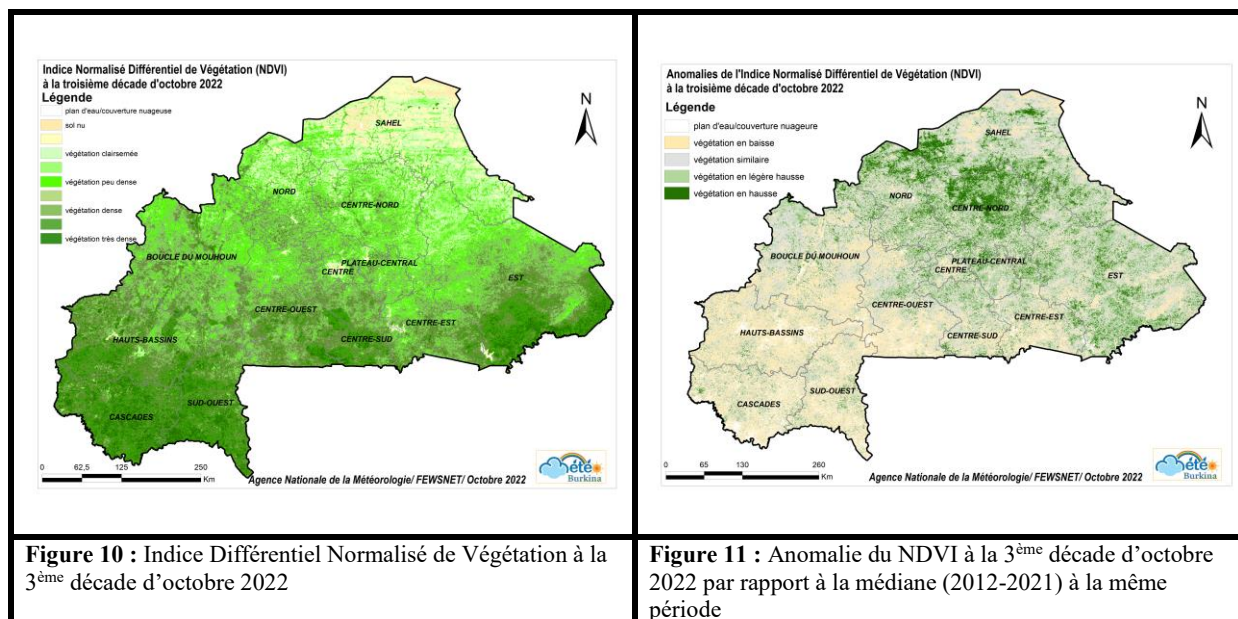 Indice Normalisé Différentiel de Végétation (NDVI)
à la troisième décade d'octobre 2022
Légende
plan d'eau/couverture nuageuse
sol nu
végétation clairsemée
végétation peu dense
végétation dense
végétation très dense
N
SAHEL
NORD
CENTRE-NORD
BOUCLE DU MOUHOUN
PLATEAU-CENTRAL
CENTRE
EST
CENTRE-OUEST
CENTRE-EST
HAUTS-BASSINS
CENTRE-SUD
SUD-OUEST
CASCADES
0 62,5 125 250
Km
Agence Nationale de la Météorologie/ FEWSNET/ Octobre 2022
été
Burkina
Figure 10 : Indice Différentiel Normalisé de Végétation à la
3ème décade d'octobre 2022
Anomalies de l'Indice Normalisé Différentiel de Végétation (NDVI)
à la troisième décade d'octobre 2022
Légende
plan d'eau/couverture nuageure
végétation en baisse
végétation similaire
végétation en légère hausse
végétation en hausse
N
SAHEL
NORD
CENTRE-NORD
BOUCLE DU MOUHOUN
PLATEAU-CENTRAL
CENTRE
EST
CENTRE-OUEST
CENTRE-EST
HAUTS-BASSINS
CENTRE-SUD
CASCADES
SUD-OUEST
0 65 130 260
Km
Agence Nationale de la Météorologie/ FEWSNET/ Octobre 2022
été
Burkina
Figure 11 : Anomalie du NDVI à la 3ème décade d'octobre
2022 par rapport à la médiane (2012-2021) à la même
période